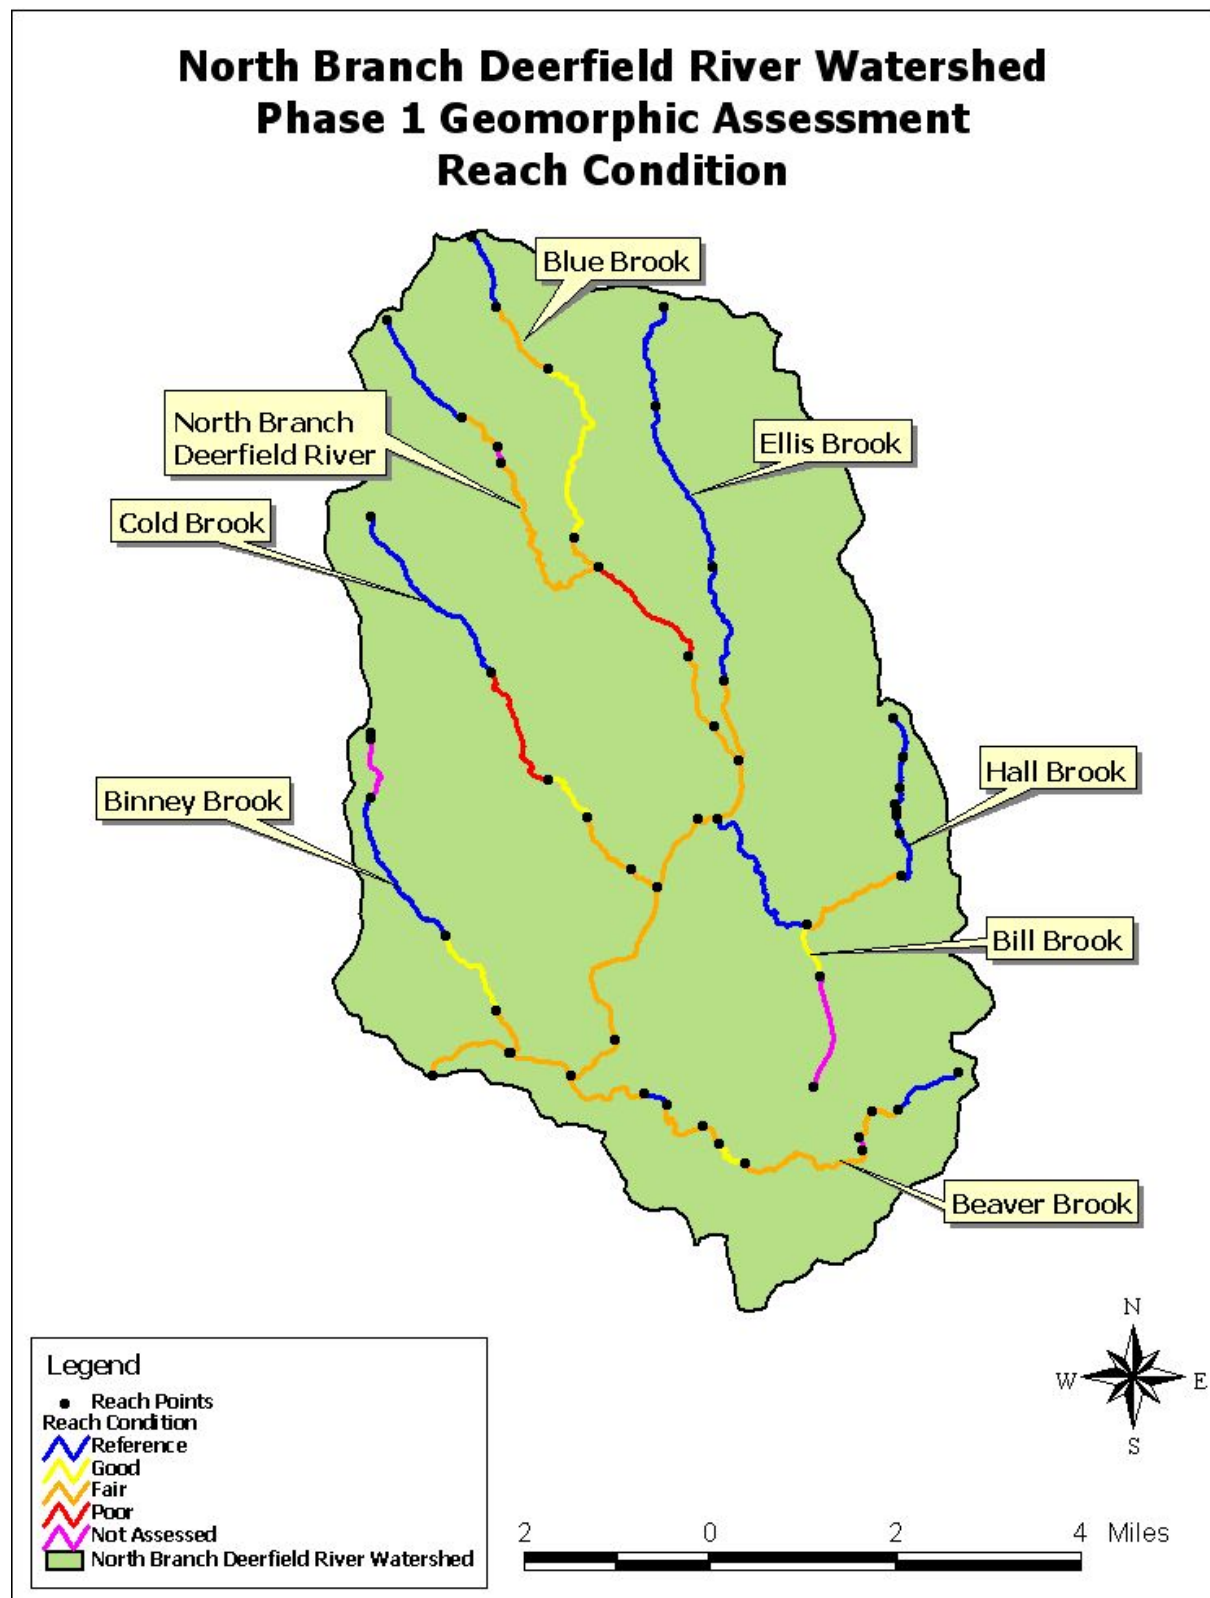 North Branch Deerfield River Watershed
Phase 1 Geomorphic Assessment
Reach Condition
Blue Brook
North Branch
Deerfield River
Ellis Brook
Cold Brook
Hall Brook
Binney Brook
Bill Brook
Beaver Brook
N
W E
S
Legend
Reach Points
Reach Condition
Reference
Good
Fair
Poor
Not Assessed
North Branch Deerfield River Watershed
2 0 2 4 Miles